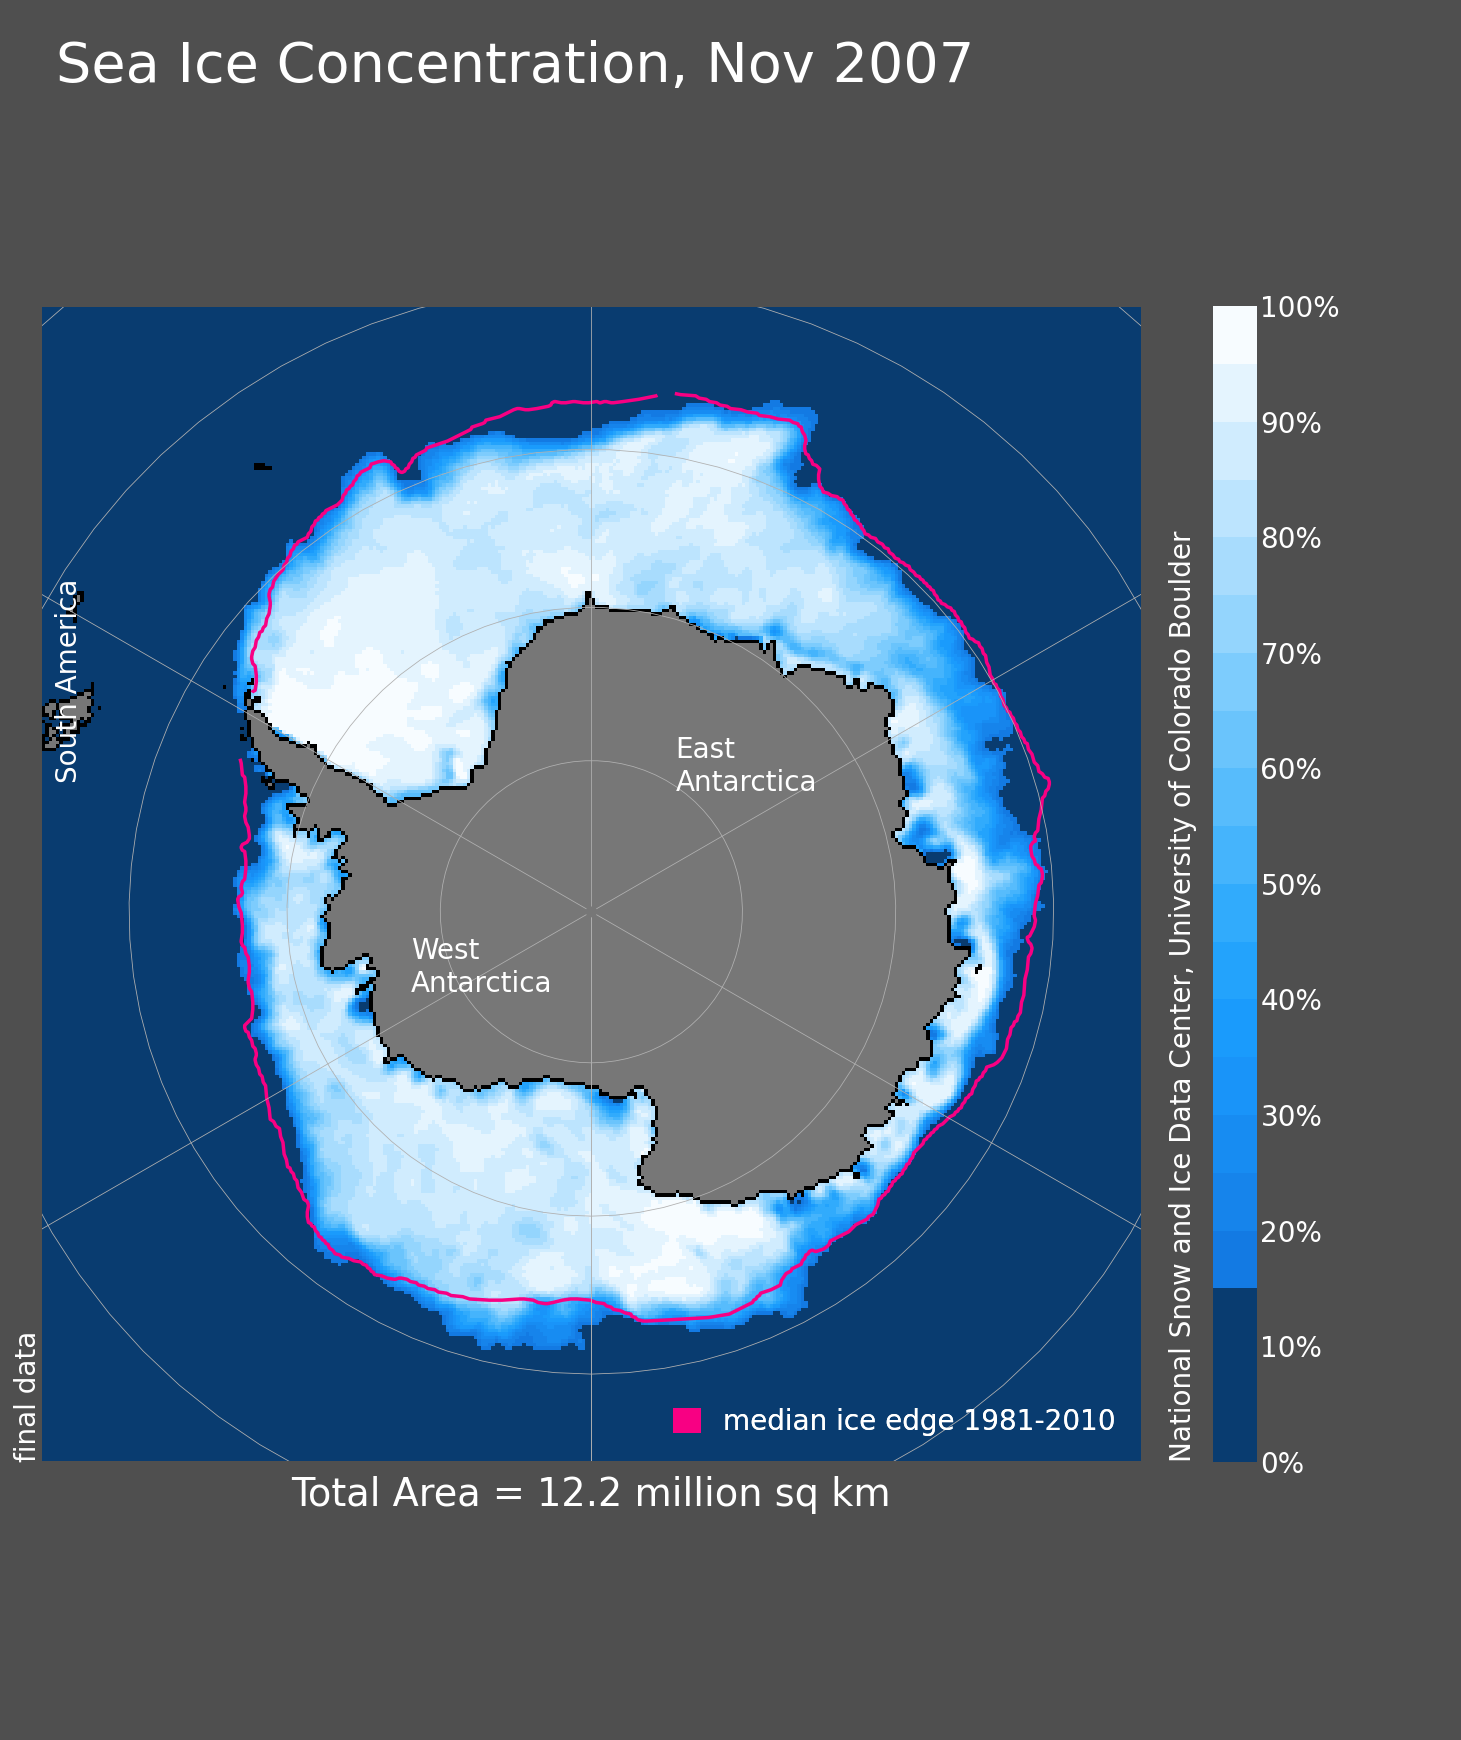 Sea Ice Concentration, Nov 2007
South America
East
Antarctica
West
Antarctica
final data
median ice edge 1981-2010
Total Area = 12.2 million sq km
National Snow and Ice Data Center, University of Colorado Boulder
100%
90%
80%
70%
60%
50%
40%
30%
20%
10%
0%